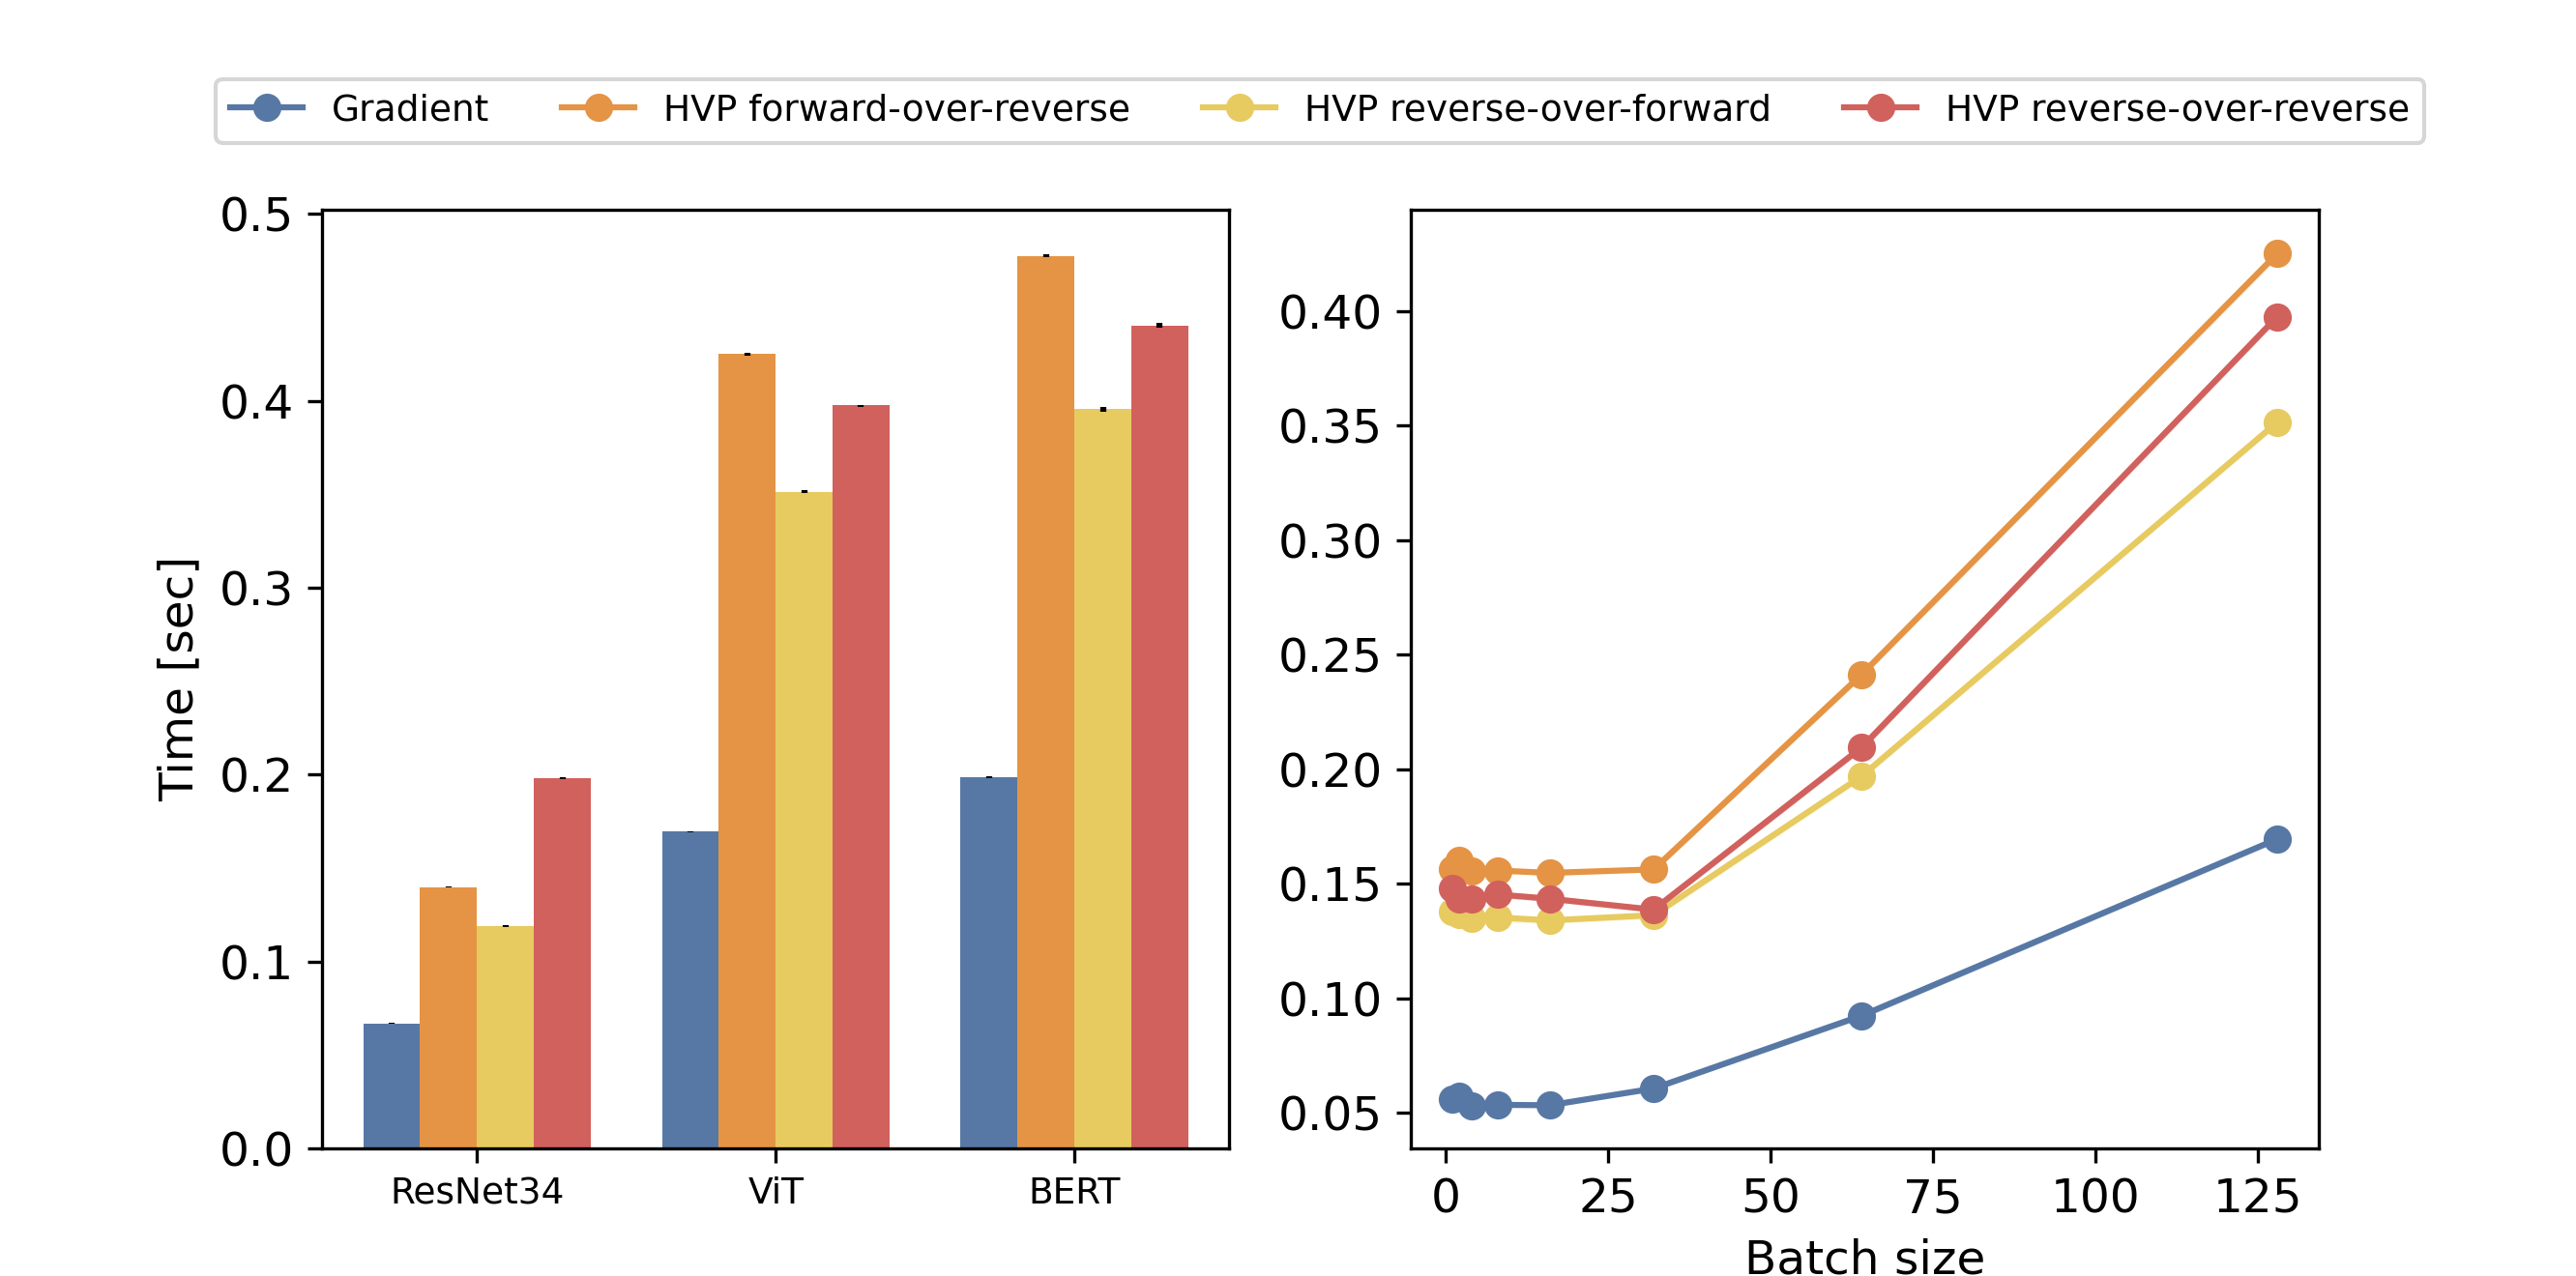 Gradient HVP forward-over-reverse HVP reverse-over-forward HVP reverse-over-reverse
Time [sec]
0.5
0.4
0.3
0.2
0.1
0.0
ResNet34 ViT BERT
0.40
0.35
0.30
0.25
0.20
0.15
0.10
0.05
0 25 50 75 100 125
Batch size